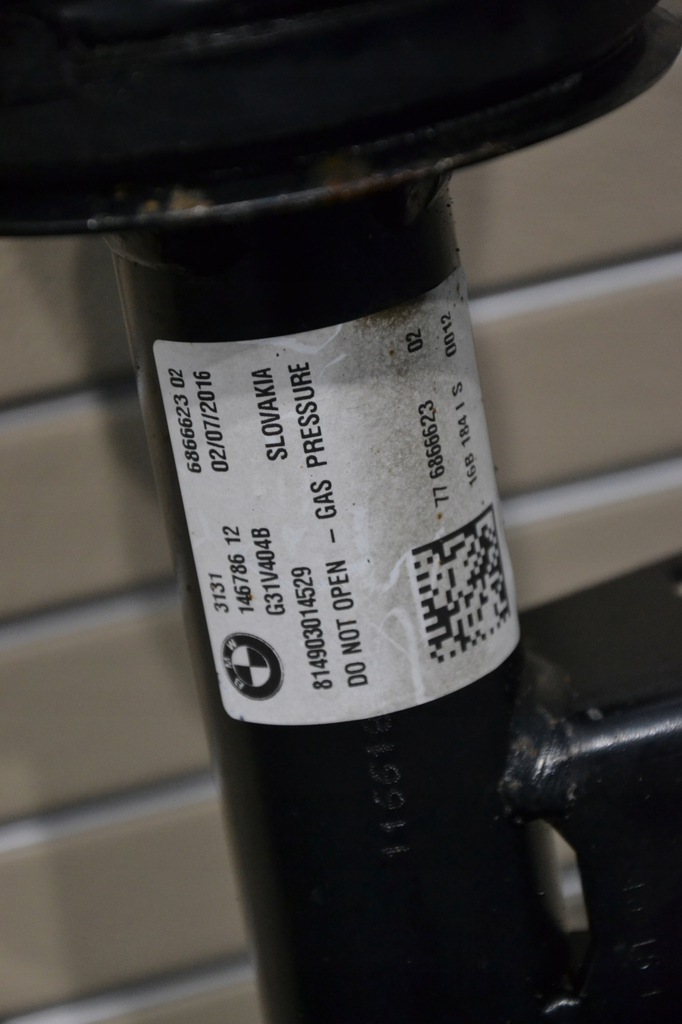 3131 6866623 02
146786 12 02/07/2016
G31V404B SLOVAKIA
814903014529
DO NOT OPEN - GAS PRESSURE
77 6866623 02
16B 184 I S 0012
BMW